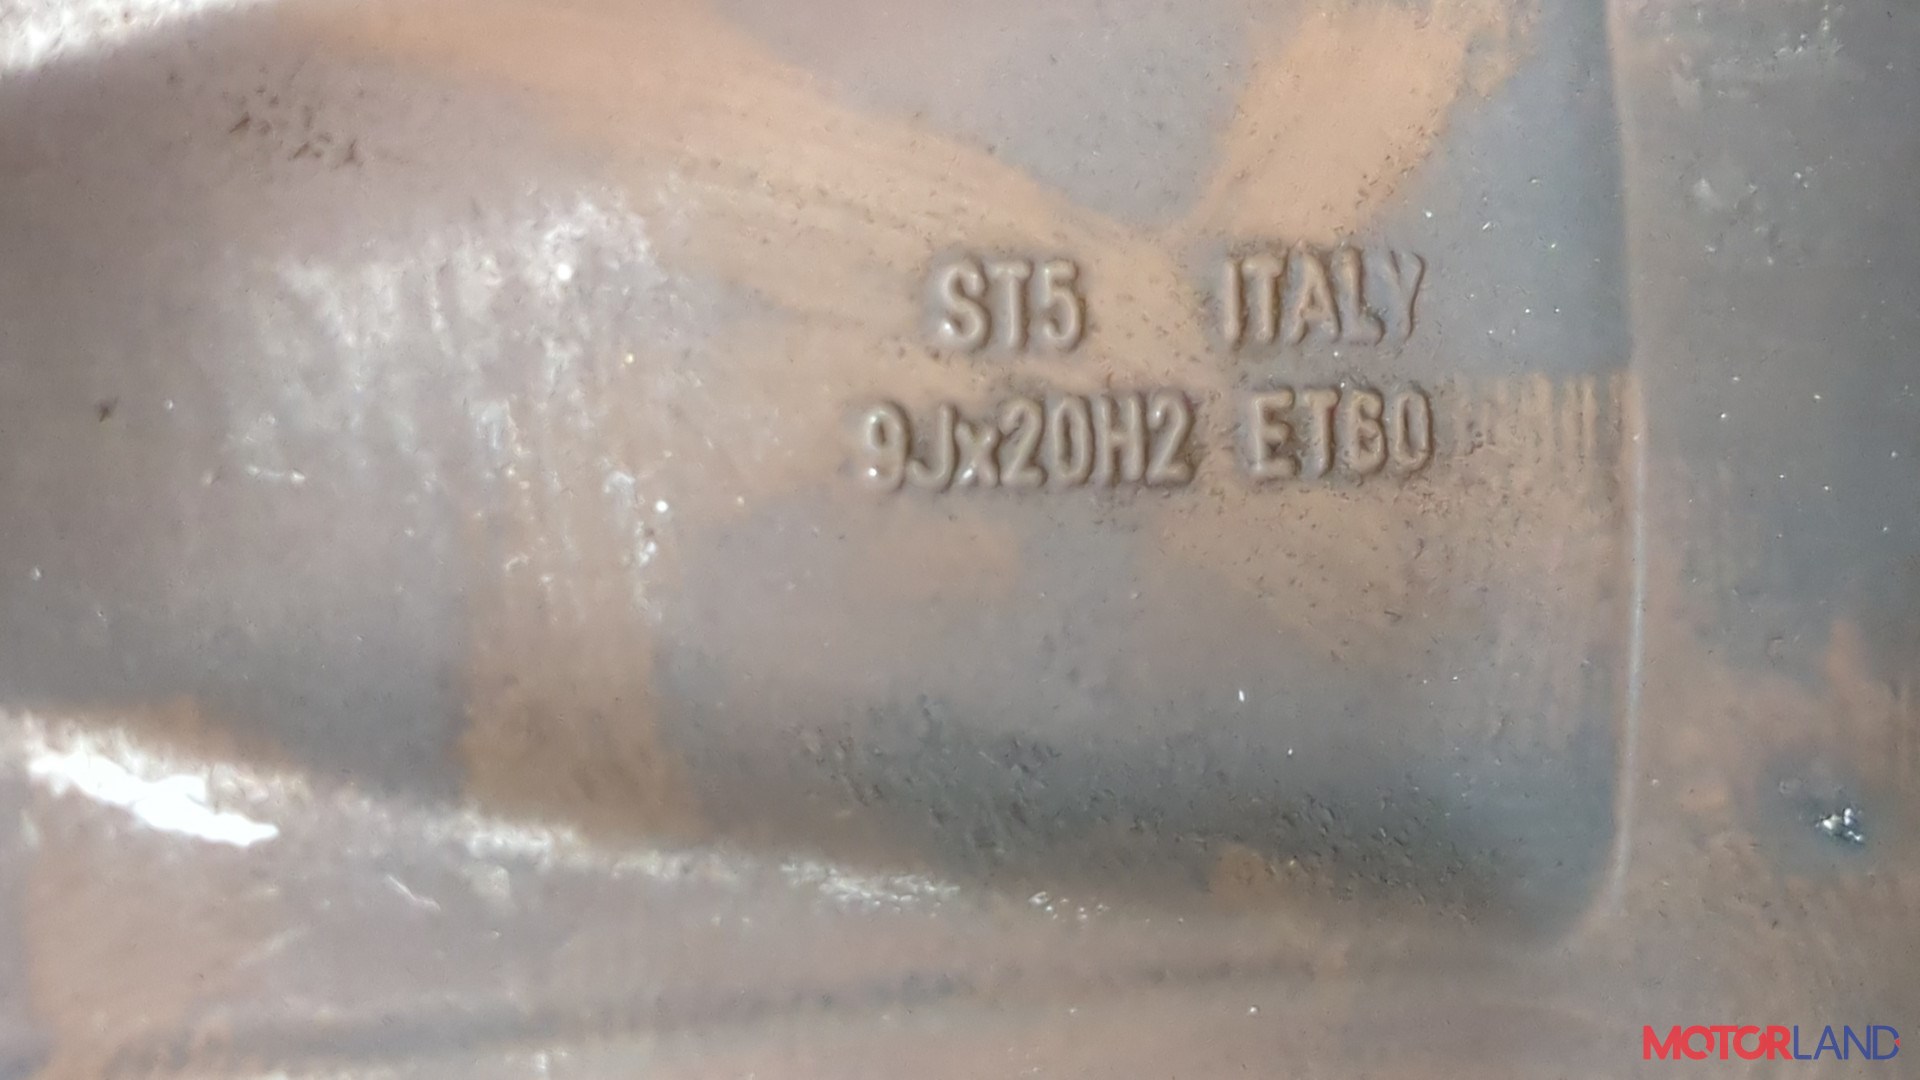 ST5 ITALY
9Jx20H2 ET60
MOTORLAND